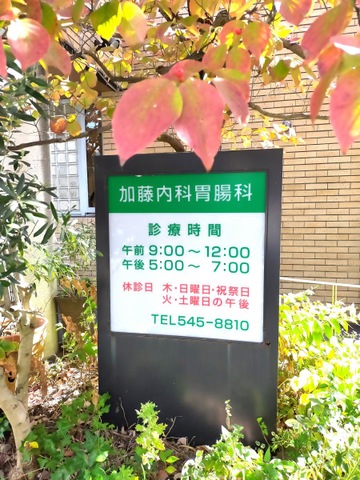 加藤内科胃腸科
診療時間
午前 9:00～12:00
午後 5:00～ 7:00
休診日 木・日曜日・祝祭日
火・土曜日の午後
TEL545-8810